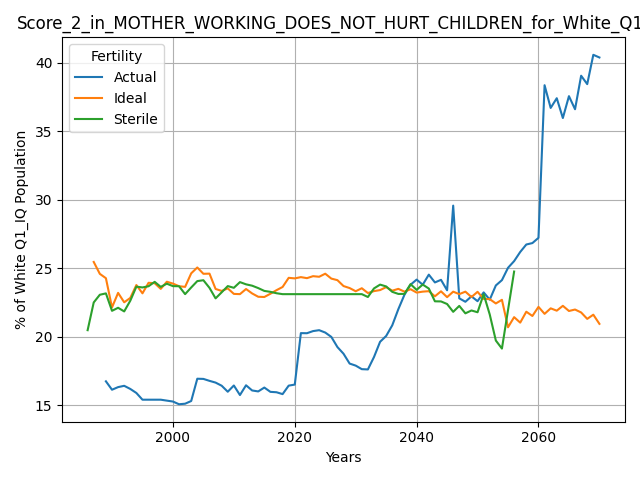 Score_2_in_MOTHER_WORKING_DOES_NOT_HURT_CHILDREN_for_White_Q1
Fertility
Actual
Ideal
Sterile
% of White Q1_IQ Population
40
35
30
25
20
15
2000
2020
2040
2060
Years